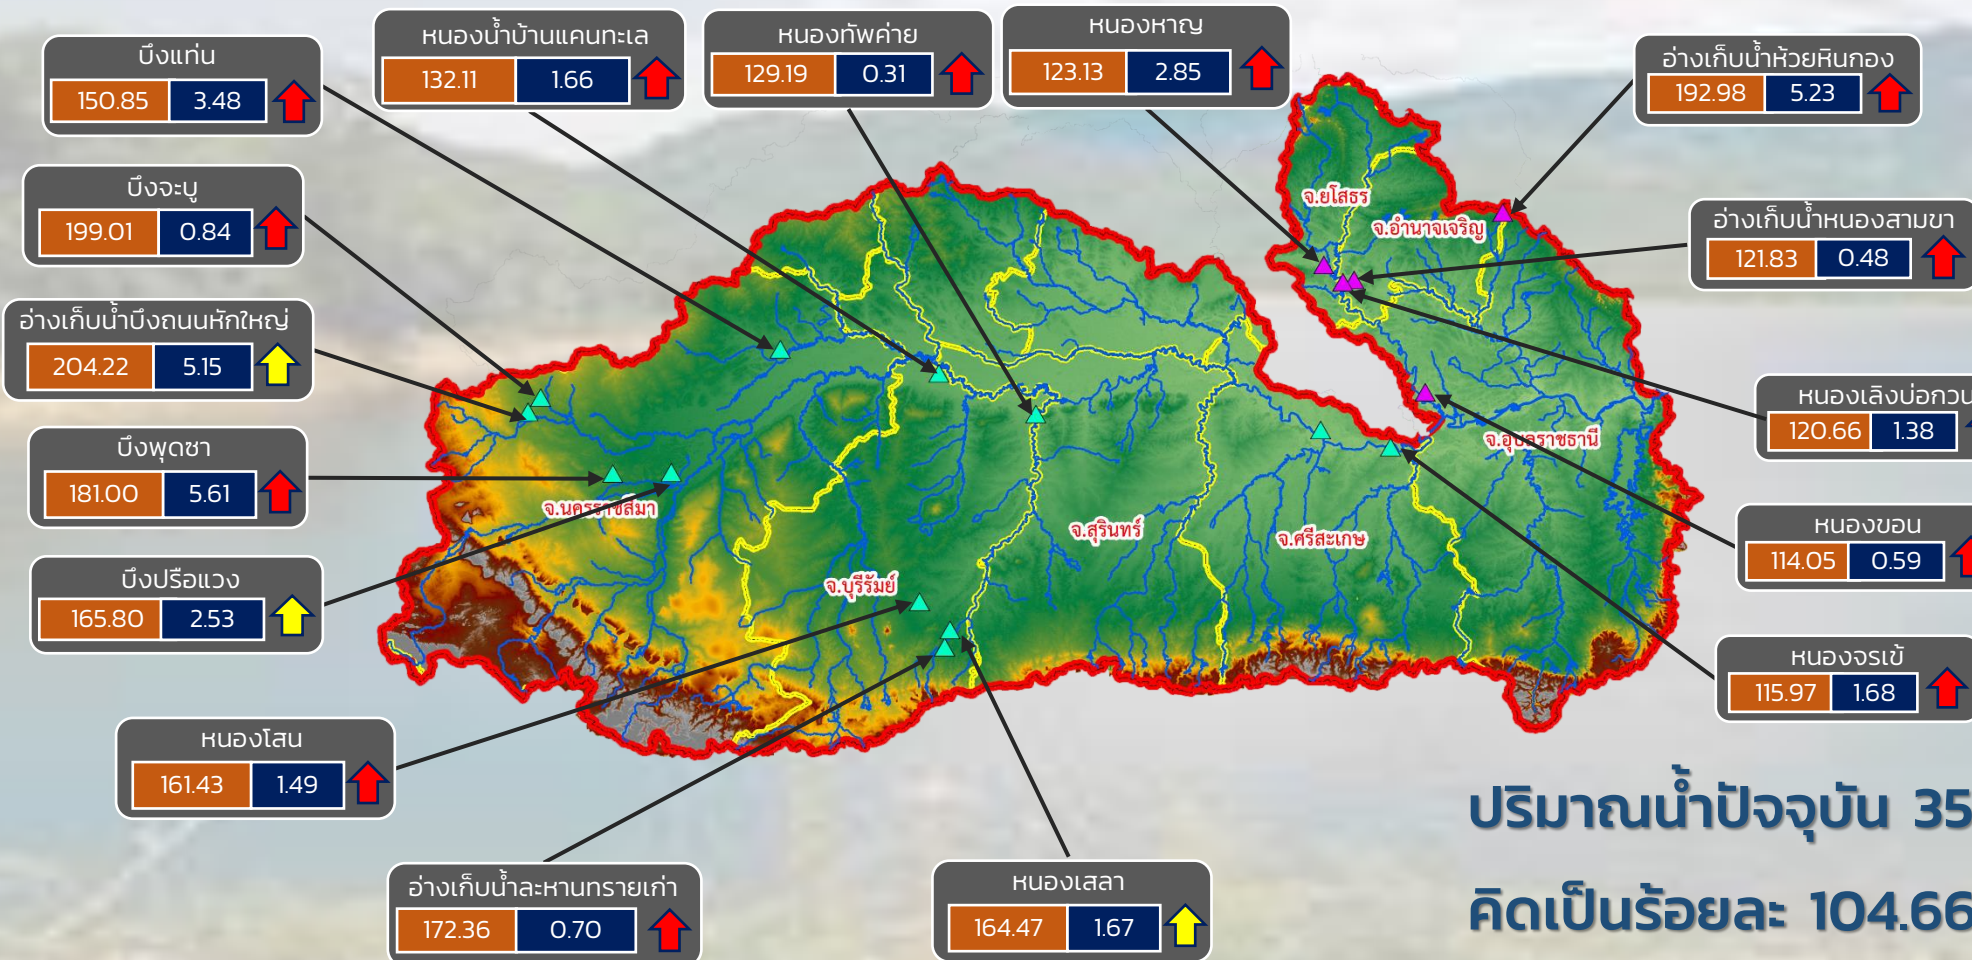 บึงแท่น
150.85 3.48
หนองน้ำบ้านแคนทะเล
132.11 1.66
หนองทัพค่าย
129.19 0.31
หนองหาญ
123.13 2.85
อ่างเก็บน้ำห้วยหินกอง
192.98 5.23
บึงจะบู
199.01 0.84
อ่างเก็บน้ำหนองสามขา
121.83 0.48
อ่างเก็บน้ำบึงถนนหักใหญ่
204.22 5.15
หนองเลิงบ่อกวน
120.66 1.38
บึงพุดซา
181.00 5.61
หนองขอน
114.05 0.59
บึงปรือแวง
165.80 2.53
หนองจรเข้
115.97 1.68
หนองโสน
161.43 1.49
อ่างเก็บน้ำละหานทรายเก่า
172.36 0.70
หนองเสลา
164.47 1.67
จ.ยโสธร
จ.อำนาจเจริญ
จ.อุบลราชธานี
จ.นครราชสีมา
จ.สุรินทร์
จ.ศรีสะเกษ
จ.บุรีรัมย์
ปริมาณน้ำปัจจุบัน 35
คิดเป็นร้อยละ 104.66